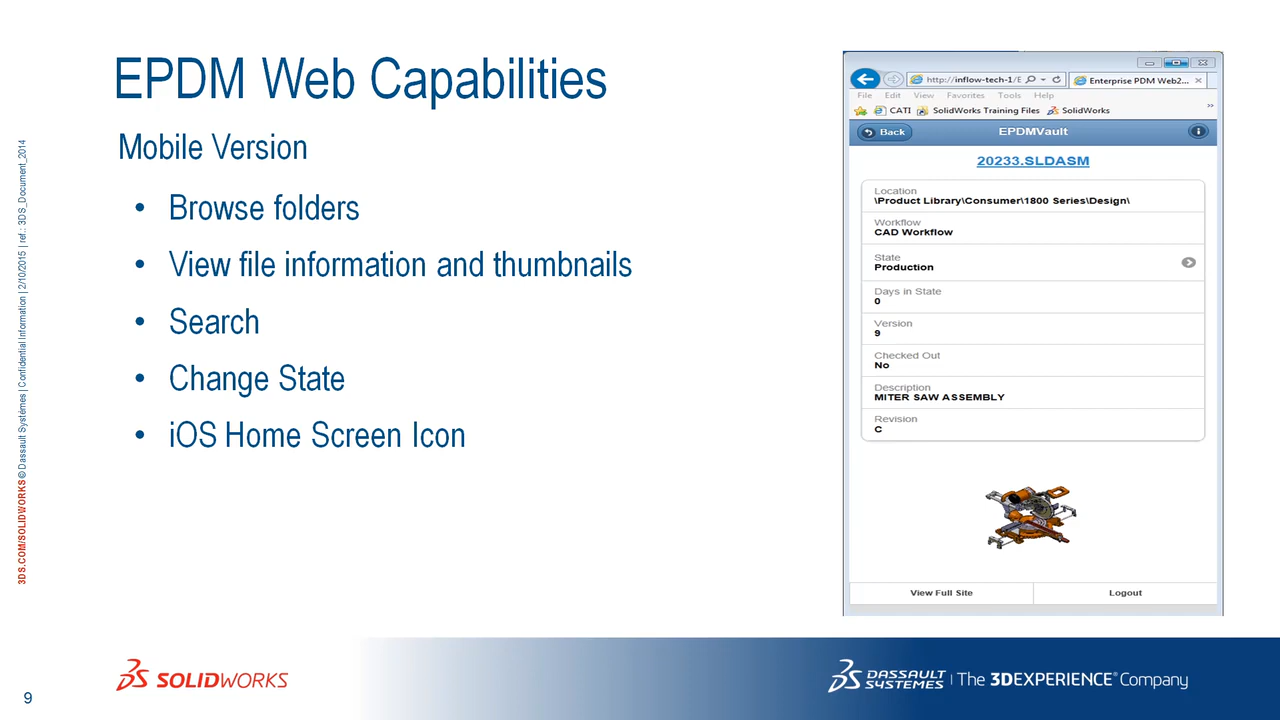 EPDM Web Capabilities
Mobile Version
• Browse folders
• View file information and thumbnails
• Search
• Change State
• iOS Home Screen Icon
3DS.COM/SOLIDWORKS © Dassault Systèmes | Confidential Information | 2/10/2015 | ref.: 3DS_Document_2014
http://inflow-tech-1/E
Enterprise PDM Web2...
File Edit View Favorites Tools Help
CATI SolidWorks Training Files SolidWorks
Back EPDMVault
20233.SLDASM
Location
\Product Library\Consumer\1800 Series\Design\
Workflow
CAD Workflow
State
Production
Days in State
0
Version
9
Checked Out
No
Description
MITER SAW ASSEMBLY
Revision
C
View Full Site Logout
SOLIDWORKS
DASSAULT SYSTEMES | The 3DEXPERIENCE® Company
9